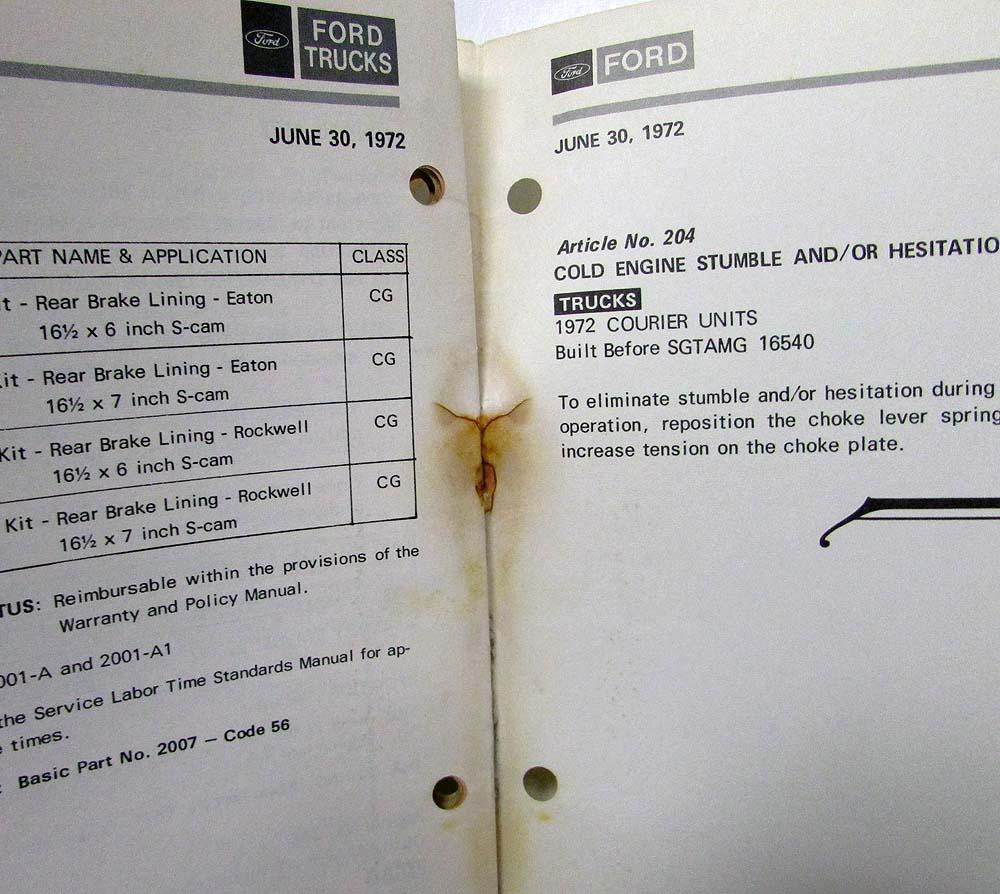 Ford
FORD
TRUCKS
JUNE 30, 1972
PART NAME & APPLICATION CLASS
it - Rear Brake Lining - Eaton CG
16½ x 6 inch S-cam
Kit - Rear Brake Lining - Eaton CG
16½ x 7 inch S-cam
Kit - Rear Brake Lining - Rockwell CG
16½ x 6 inch S-cam
Kit - Rear Brake Lining - Rockwell CG
16½ x 7 inch S-cam
TUS: Reimbursable within the provisions of the
Warranty and Policy Manual.
001-A and 2001-A1
the Service Labor Time Standards Manual for ap-
e times.
: Basic Part No. 2007 – Code 56
Ford
FORD
JUNE 30, 1972
Article No. 204
COLD ENGINE STUMBLE AND/OR HESITATIO
TRUCKS
1972 COURIER UNITS
Built Before SGTAMG 16540
To eliminate stumble and/or hesitation during
operation, reposition the choke lever spring
increase tension on the choke plate.